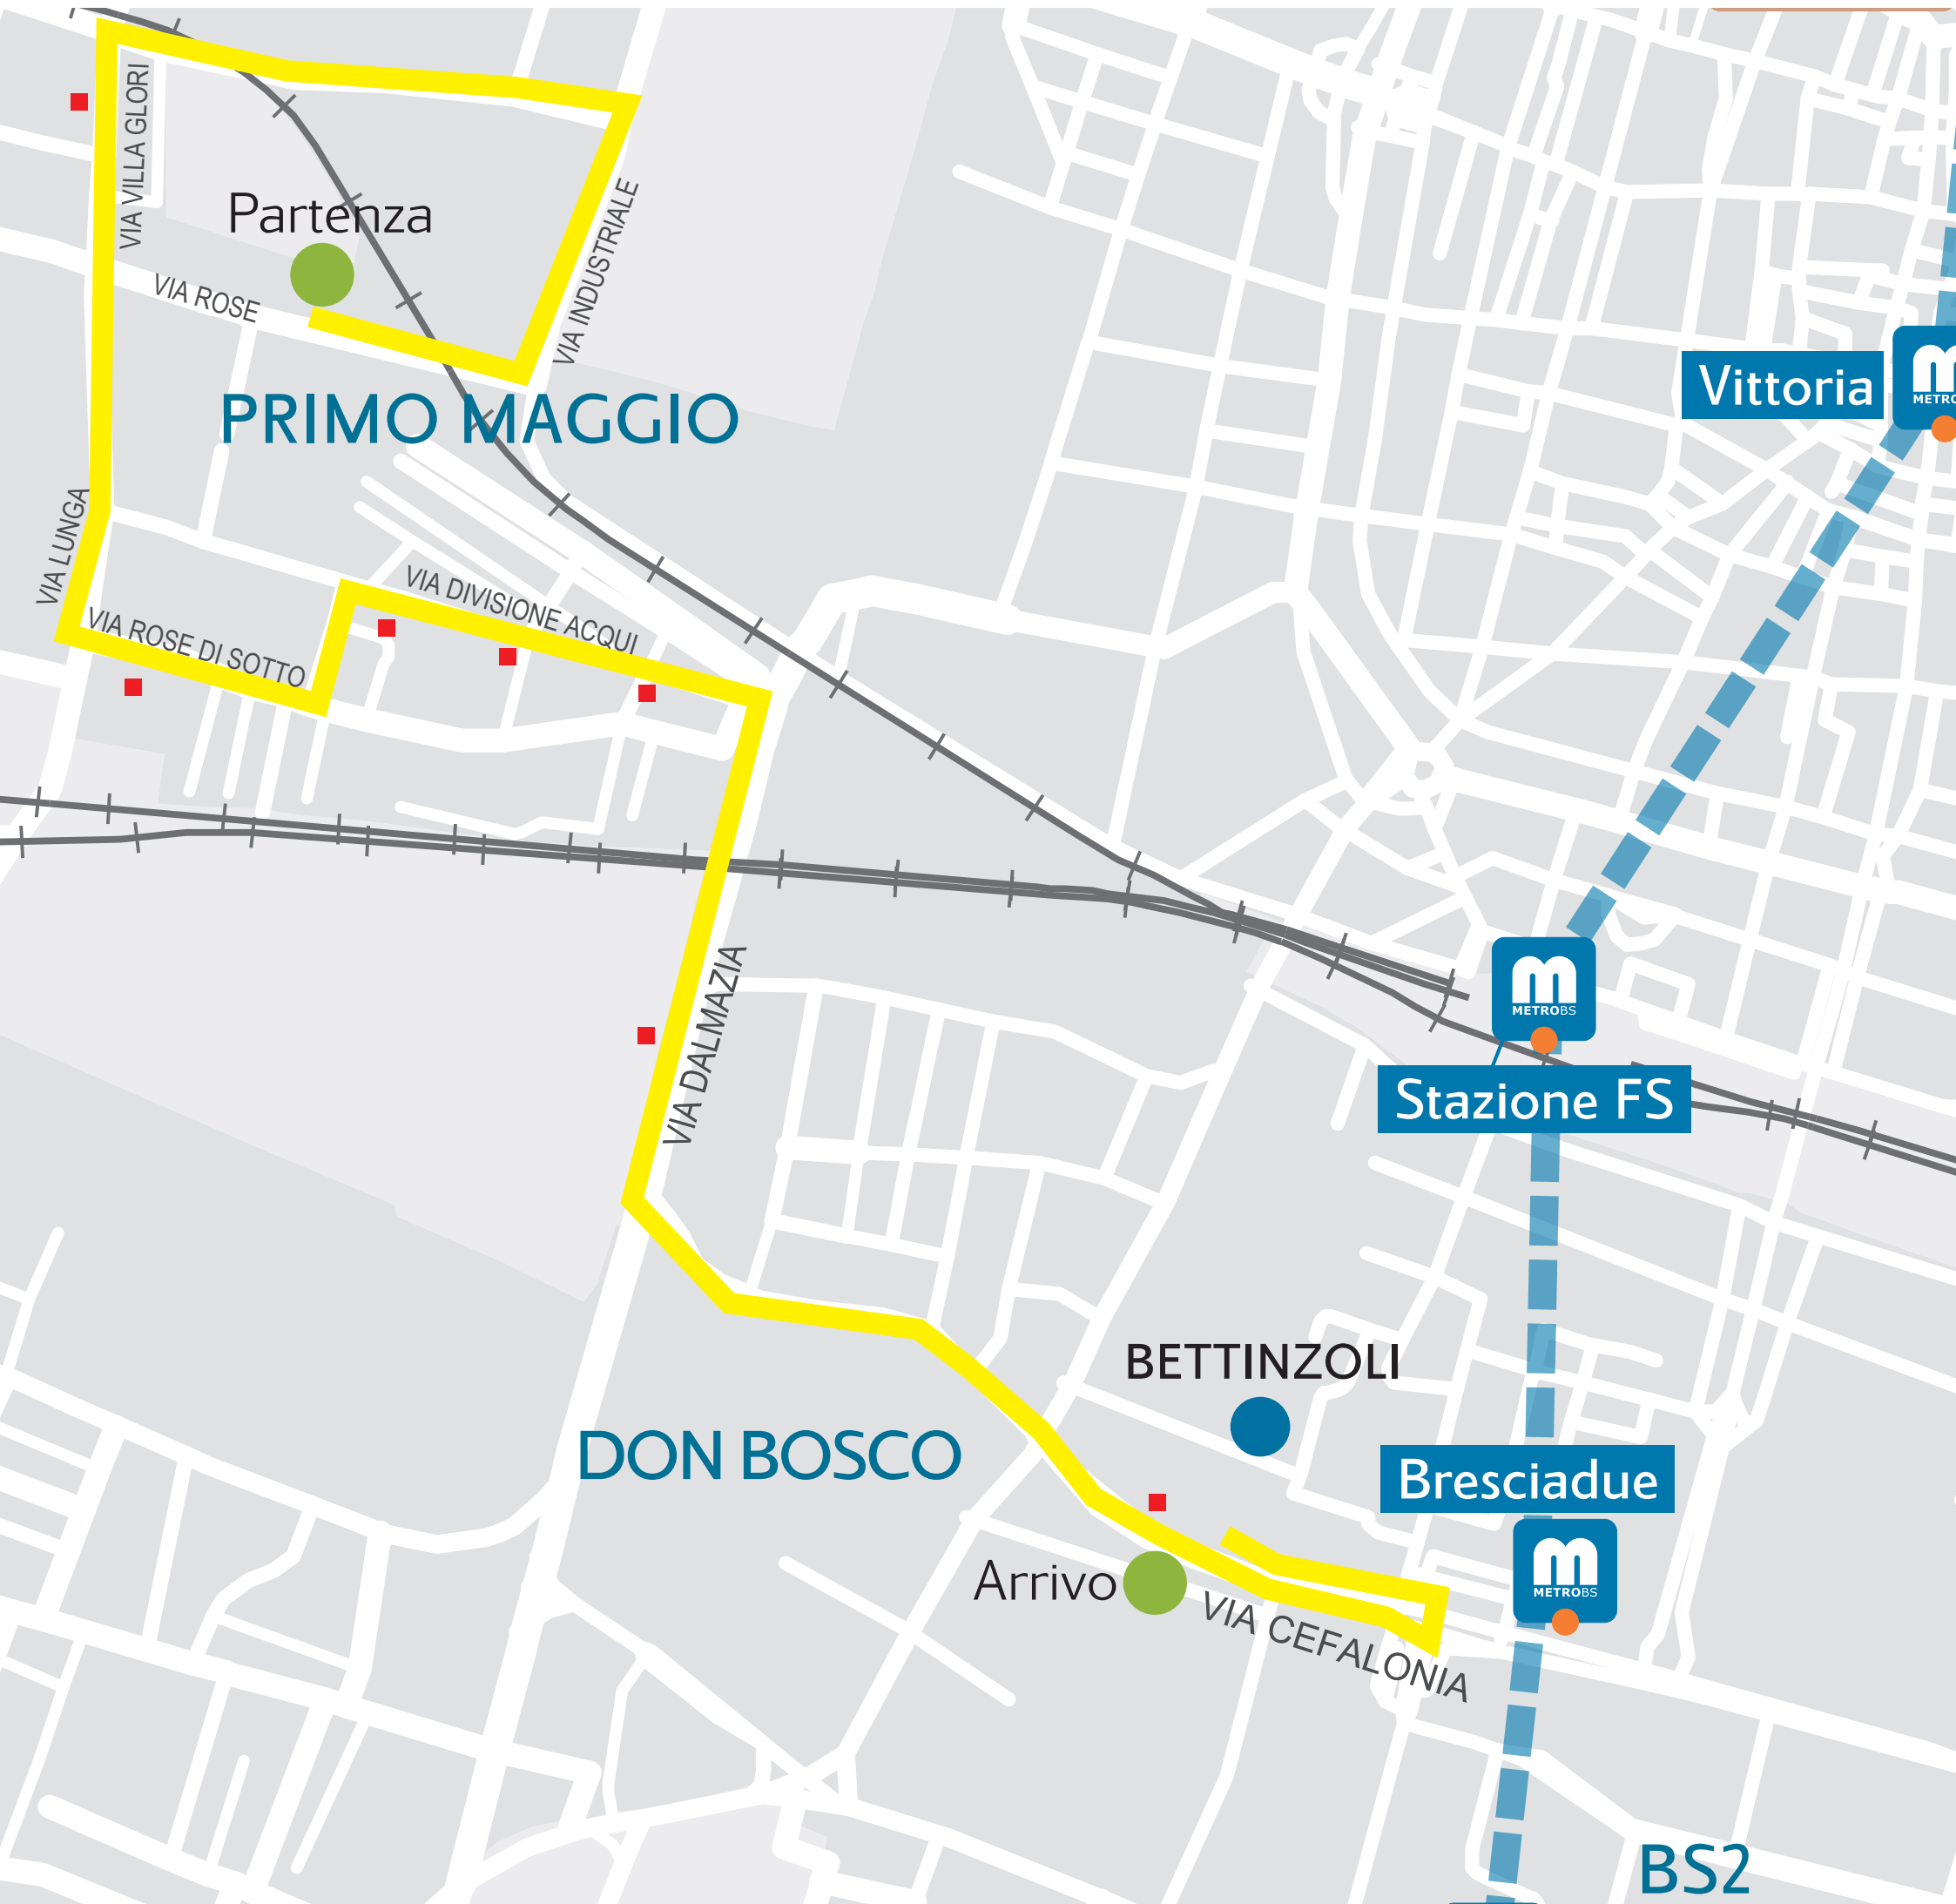 VIA VILLA GLORI
Partenza
VIA INDUSTRIALE
VIA ROSE
Vittoria
METRO
PRIMO MAGGIO
VIA LUNGA
VIA DIVISIONE ACQUI
VIA ROSE DI SOTTO
VIA DALMAZIA
METROBS
Stazione FS
BETTINZOLI
DON BOSCO
Bresciadue
METROBS
Arrivo
VIA CEFALONIA
BS2